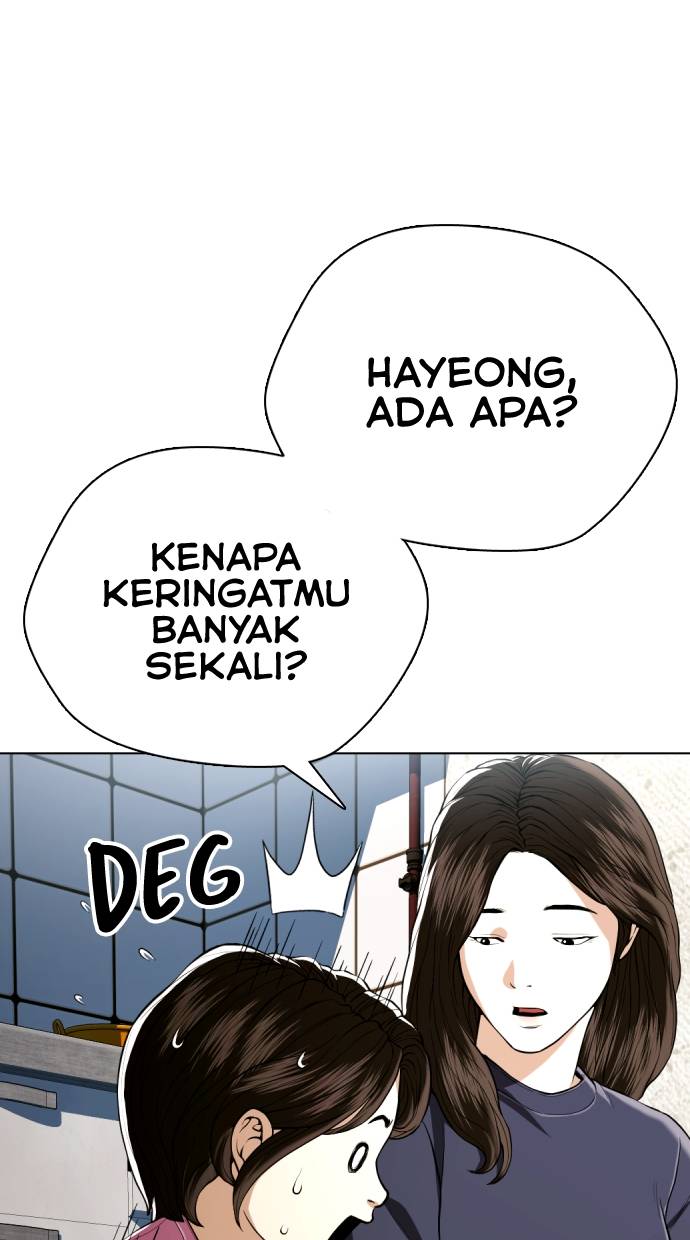 HAYEONG,
ADA APA?
KENAPA
KERINGATMU
BANYAK
SEKALI?
DEG